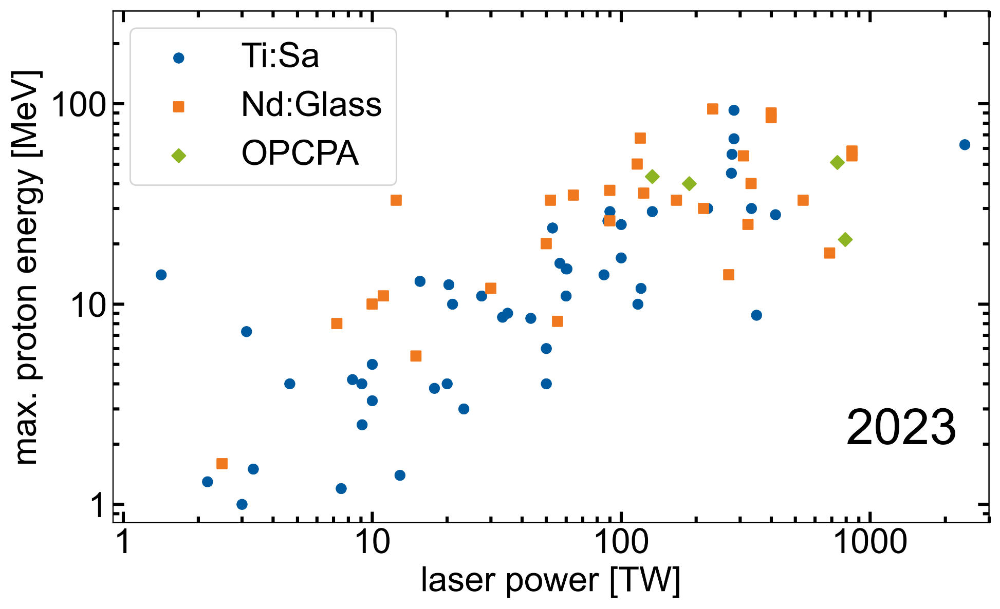 Ti:Sa
Nd:Glass
OPCPA
max. proton energy [MeV]
100
10
1
2023
1 10 100 1000
laser power [TW]